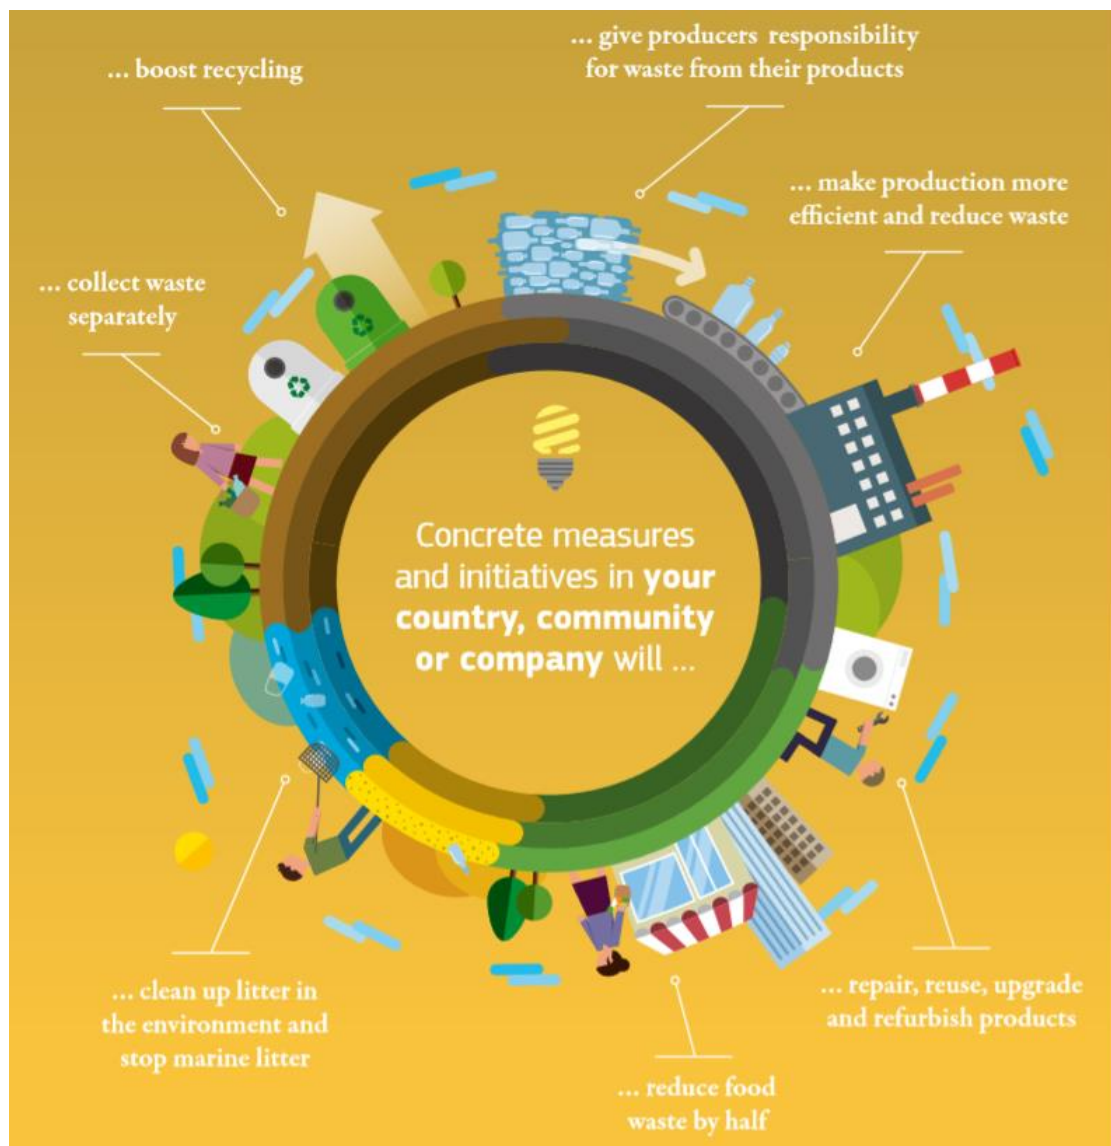 ... boost recycling
... give producers responsibility
for waste from their products
... make production more
efficient and reduce waste
... collect waste
separately
Concrete measures
and initiatives in your
country, community
or company will ...
... clean up litter in
the environment and
stop marine litter
... repair, reuse, upgrade
and refurbish products
... reduce food
waste by half